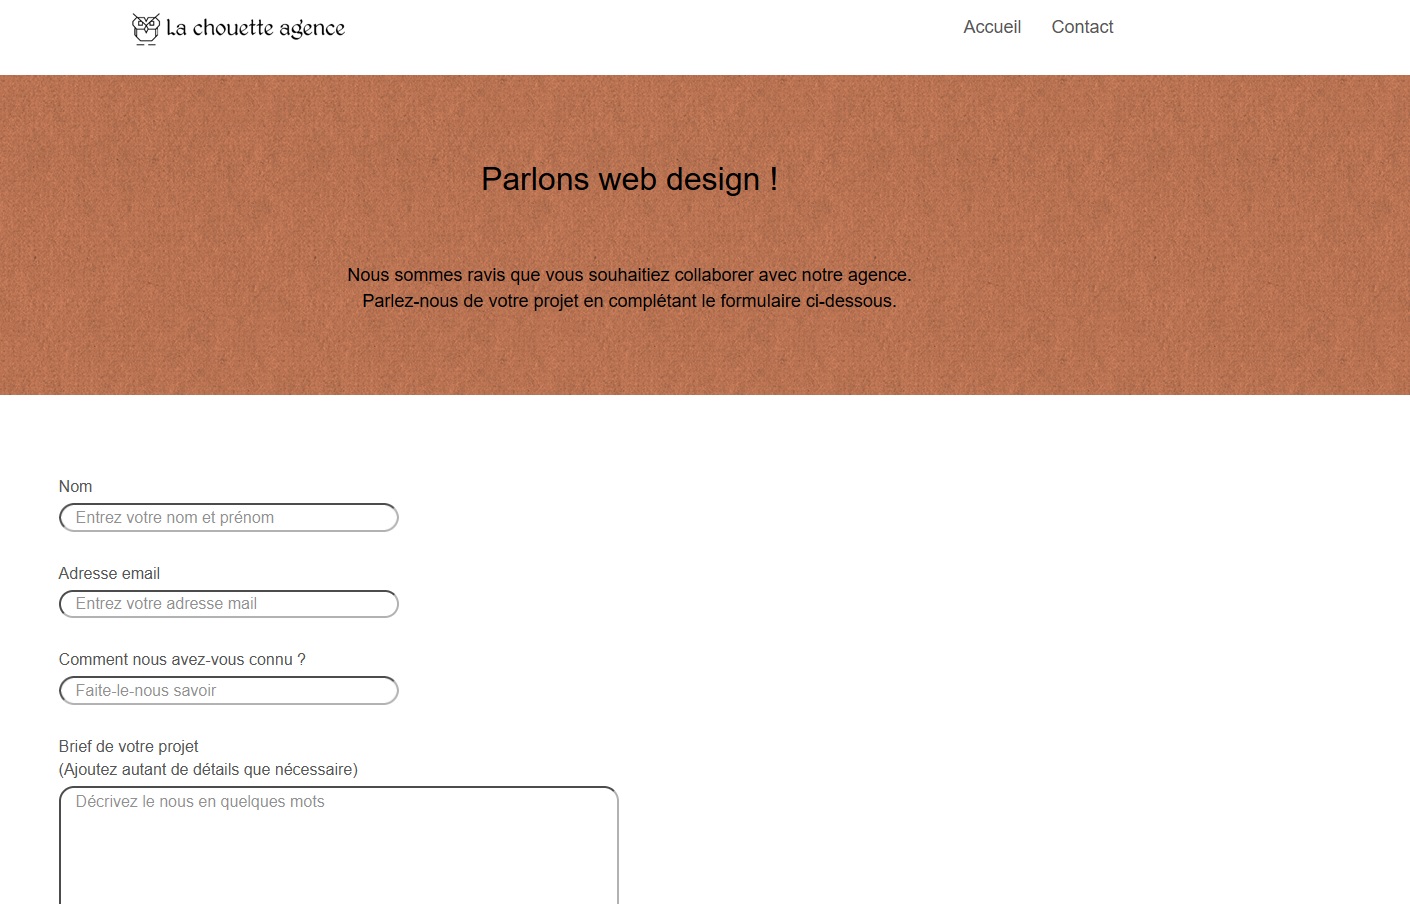 La chouette agence
Accueil Contact
Parlons web design !
Nous sommes ravis que vous souhaitiez collaborer avec notre agence.
Parlez-nous de votre projet en complétant le formulaire ci-dessous.
Nom
Entrez votre nom et prénom
Adresse email
Entrez votre adresse mail
Comment nous avez-vous connu ?
Faite-le-nous savoir
Brief de votre projet
(Ajoutez autant de détails que nécessaire)
Décrivez le nous en quelques mots